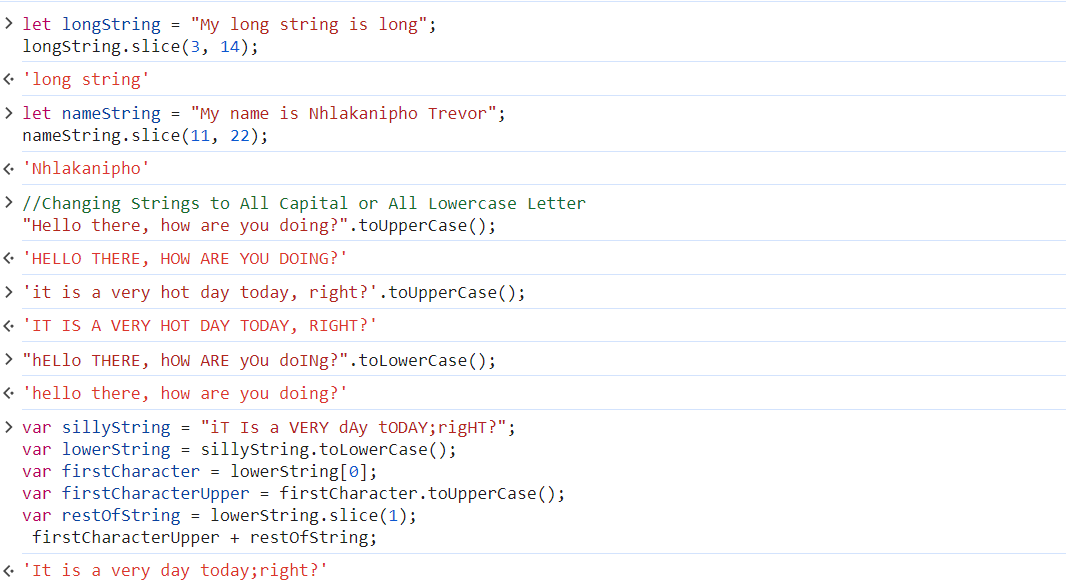 let longString = "My long string is long";
longString.slice(3, 14);
'long string'
let nameString = "My name is Nhlakanipho Trevor";
nameString.slice(11, 22);
'Nhlakanipho'
//Changing Strings to All Capital or All Lowercase Letter
"Hello there, how are you doing?".toUpperCase();
'HELLO THERE, HOW ARE YOU DOING?'
'it is a very hot day today, right?'.toUpperCase();
'IT IS A VERY HOT DAY TODAY, RIGHT?'
"hELlo THERE, hOW ARE yOu doINg?".toLowerCase();
'hello there, how are you doing?'
var sillyString = "iT Is a VERY dAy tODAY;rigHT?";
var lowerString = sillyString.toLowerCase();
var firstCharacter = lowerString[0];
var firstCharacterUpper = firstCharacter.toUpperCase();
var restOfString = lowerString.slice(1);
firstCharacterUpper + restOfString;
'It is a very day today;right?'